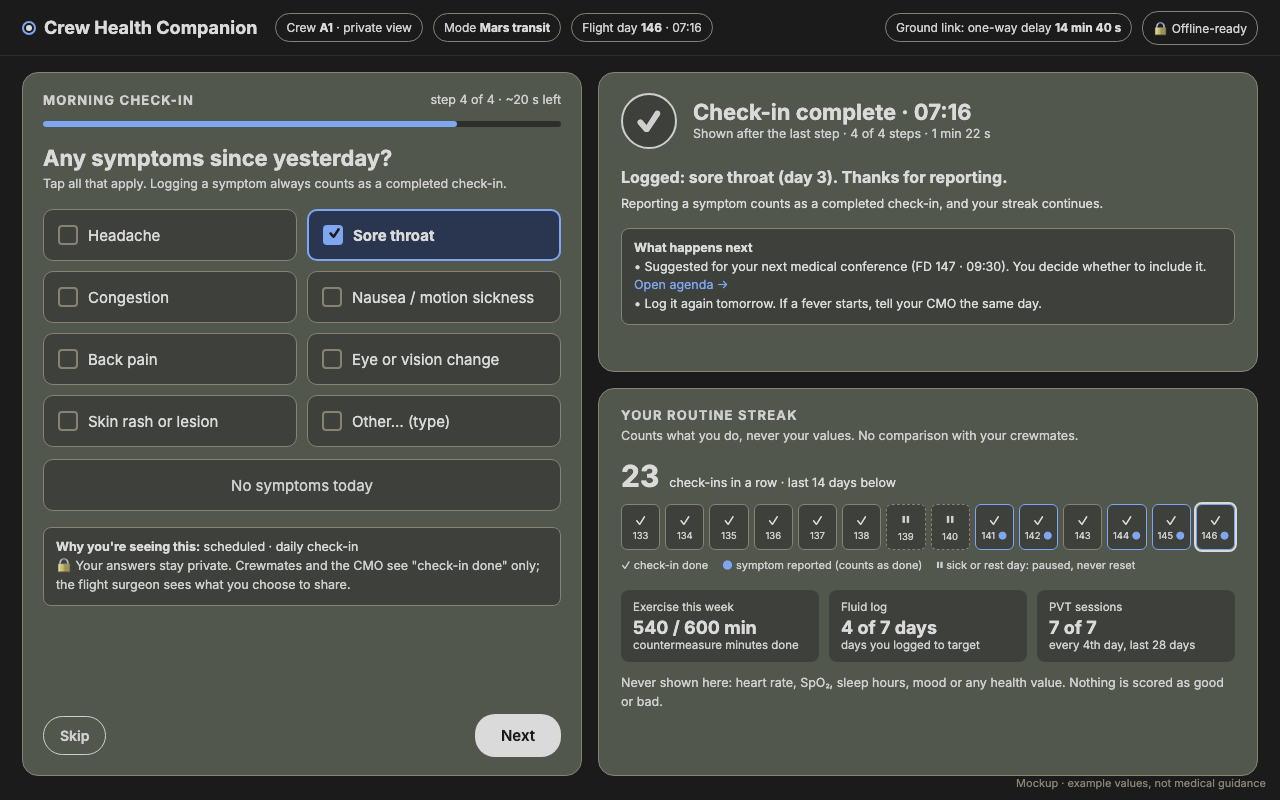 Crew Health Companion
Crew A1 · private view
Mode Mars transit
Flight day 146 · 07:16
Ground link: one-way delay 14 min 40 s
🔒 Offline-ready
MORNING CHECK-IN
step 4 of 4 · ~20 s left
Any symptoms since yesterday?
Tap all that apply. Logging a symptom always counts as a completed check-in.
Headache
Sore throat
Congestion
Nausea / motion sickness
Back pain
Eye or vision change
Skin rash or lesion
Other... (type)
No symptoms today
Why you're seeing this: scheduled · daily check-in
🔒 Your answers stay private. Crewmates and the CMO see "check-in done" only;
the flight surgeon sees what you choose to share.
Skip
Next
Check-in complete · 07:16
Shown after the last step · 4 of 4 steps · 1 min 22 s
Logged: sore throat (day 3). Thanks for reporting.
Reporting a symptom counts as a completed check-in, and your streak continues.
What happens next
• Suggested for your next medical conference (FD 147 · 09:30). You decide whether to include it.
Open agenda →
• Log it again tomorrow. If a fever starts, tell your CMO the same day.
YOUR ROUTINE STREAK
Counts what you do, never your values. No comparison with your crewmates.
23 check-ins in a row · last 14 days below
133 134 135 136 137 138 139 140 141 142 143 144 145 146
✓ check-in done
symptom reported (counts as done)
sick or rest day: paused, never reset
Exercise this week
540 / 600 min
countermeasure minutes done
Fluid log
4 of 7 days
days you logged to target
PVT sessions
7 of 7
every 4th day, last 28 days
Never shown here: heart rate, SpO₂, sleep hours, mood or any health value. Nothing is scored as good
or bad.
Mockup · example values, not medical guidance